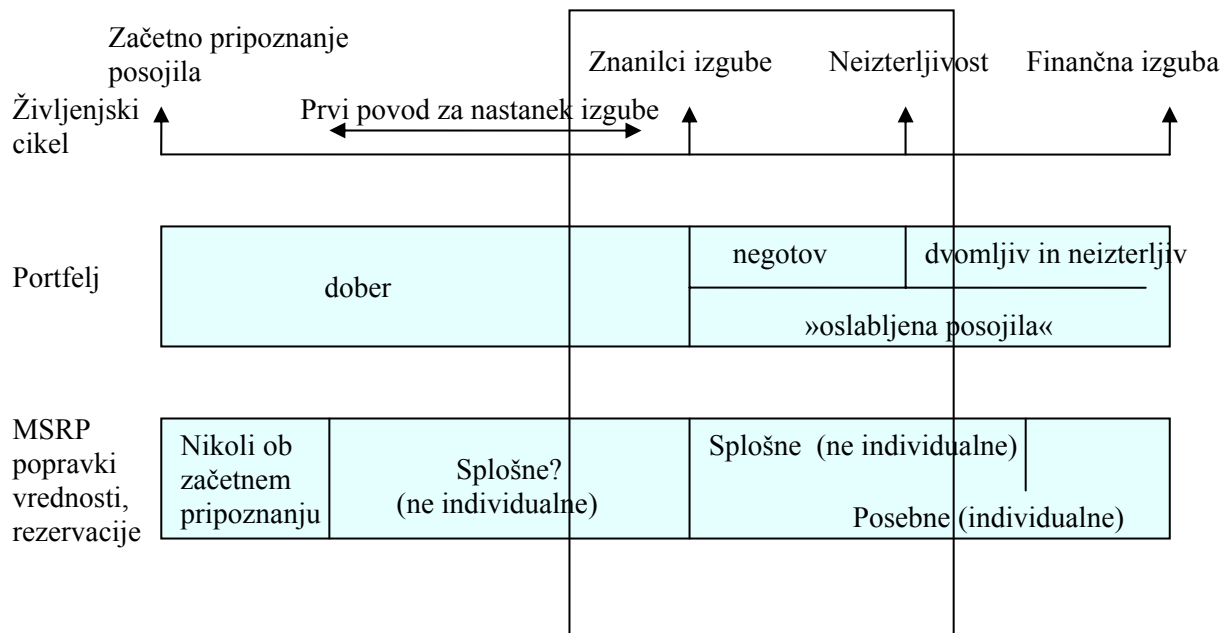 Začetno pripoznanje
posojila
Znanilci izgube
Neizterljivost
Finančna izguba
Življenjski
cikel
Prvi povod za nastanek izgube
Portfelj
dober
negotov
dvomljiv in neizterljiv
»oslabljena posojila«
MSRP
popravki
vrednosti,
rezervacije
Nikoli ob
začetnem
pripoznanju
Splošne?
(ne individualne)
Splošne (ne individualne)
Posebne (individualne)